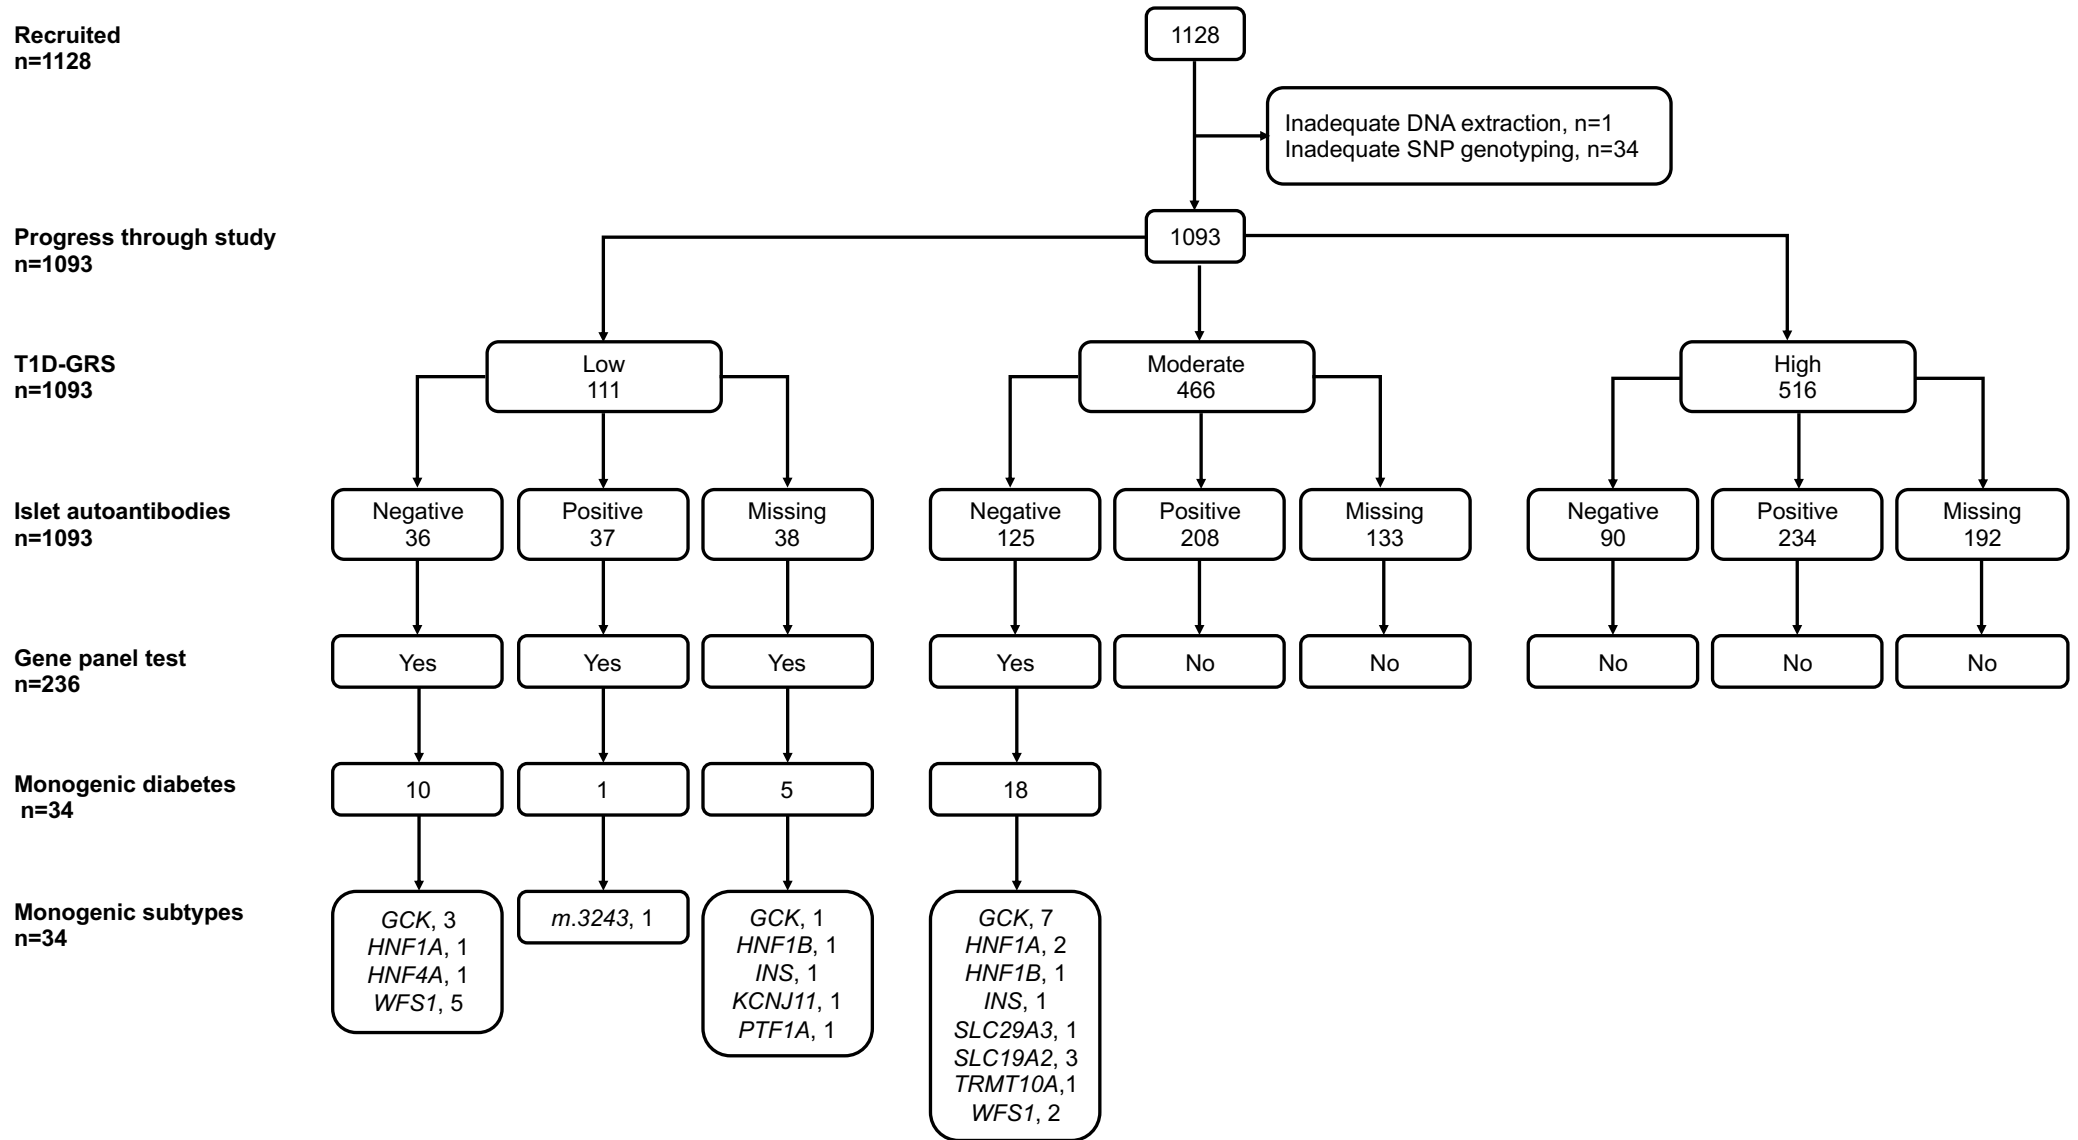 Recruited
n=1128
1128
Inadequate DNA extraction, n=1
Inadequate SNP genotyping, n=34
Progress through study
n=1093
1093
T1D-GRS
n=1093
Low
111
Moderate
466
High
516
Islet autoantibodies
n=1093
Negative
36
Positive
37
Missing
38
Negative
125
Positive
208
Missing
133
Negative
90
Positive
234
Missing
192
Gene panel test
n=236
Yes
Yes
Yes
Yes
No
No
No
No
No
Monogenic diabetes
n=34
10
1
5
18
Monogenic subtypes
n=34
GCK, 3
HNF1A, 1
HNF4A, 1
WFS1, 5
m.3243, 1
GCK, 1
HNF1B, 1
INS, 1
KCNJ11, 1
PTF1A, 1
GCK, 7
HNF1A, 2
HNF1B, 1
INS, 1
SLC29A3, 1
SLC19A2, 3
TRMT10A,1
WFS1, 2